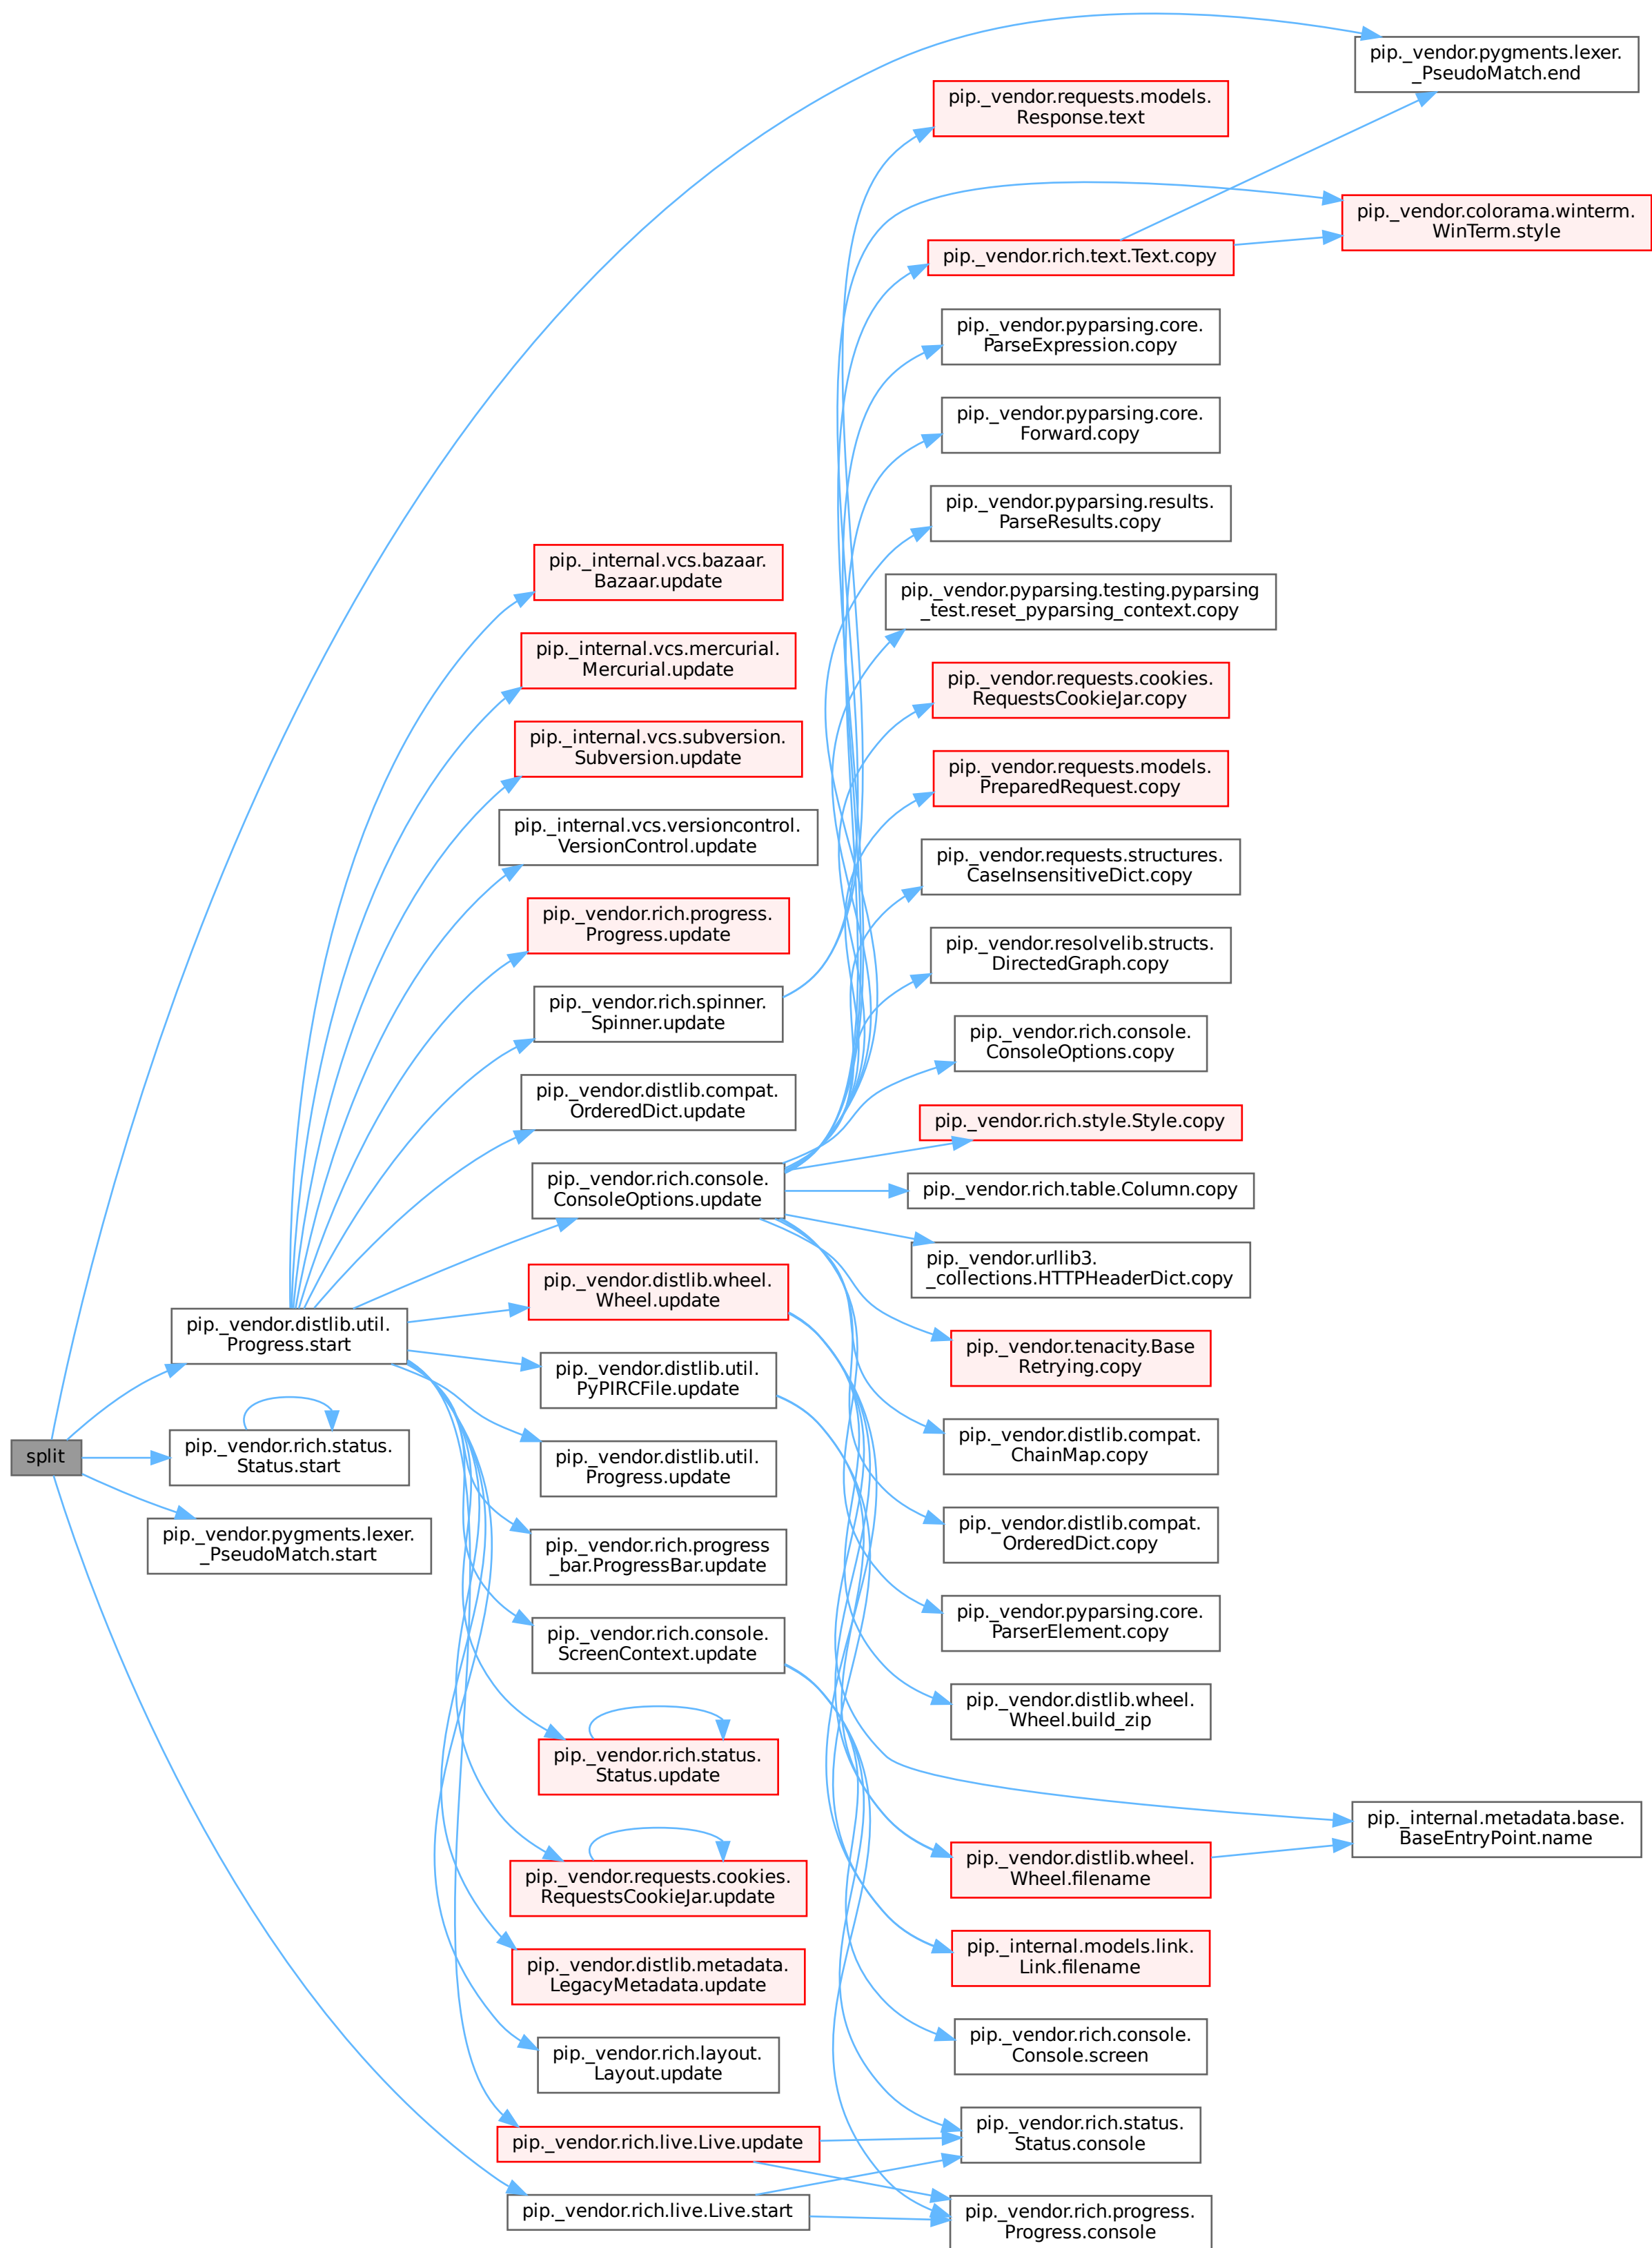 split
pip._vendor.distlib.util.
Progress.start
pip._vendor.rich.status.
Status.start
pip._vendor.pygments.lexer.
_PseudoMatch.start
pip._internal.vcs.bazaar.
Bazaar.update
pip._internal.vcs.mercurial.
Mercurial.update
pip._internal.vcs.subversion.
Subversion.update
pip._internal.vcs.versioncontrol.
VersionControl.update
pip._vendor.rich.progress.
Progress.update
pip._vendor.rich.spinner.
Spinner.update
pip._vendor.distlib.compat.
OrderedDict.update
pip._vendor.rich.console.
ConsoleOptions.update
pip._vendor.distlib.wheel.
Wheel.update
pip._vendor.distlib.util.
PyPIRCFile.update
pip._vendor.distlib.util.
Progress.update
pip._vendor.rich.progress
_bar.ProgressBar.update
pip._vendor.rich.console.
ScreenContext.update
pip._vendor.rich.status.
Status.update
pip._vendor.requests.cookies.
RequestsCookieJar.update
pip._vendor.distlib.metadata.
LegacyMetadata.update
pip._vendor.rich.layout.
Layout.update
pip._vendor.rich.live.Live.update
pip._vendor.rich.live.Live.start
pip._vendor.requests.models.
Response.text
pip._vendor.rich.text.Text.copy
pip._vendor.pyparsing.core.
ParseExpression.copy
pip._vendor.pyparsing.core.
Forward.copy
pip._vendor.pyparsing.results.
ParseResults.copy
pip._vendor.pyparsing.testing.pyparsing
_test.reset_pyparsing_context.copy
pip._vendor.requests.cookies.
RequestsCookieJar.copy
pip._vendor.requests.models.
PreparedRequest.copy
pip._vendor.requests.structures.
CaseInsensitiveDict.copy
pip._vendor.resolvelib.structs.
DirectedGraph.copy
pip._vendor.rich.console.
ConsoleOptions.copy
pip._vendor.rich.style.Style.copy
pip._vendor.rich.table.Column.copy
pip._vendor.urllib3.
_collections.HTTPHeaderDict.copy
pip._vendor.tenacity.Base
Retrying.copy
pip._vendor.distlib.compat.
ChainMap.copy
pip._vendor.distlib.compat.
OrderedDict.copy
pip._vendor.pyparsing.core.
ParserElement.copy
pip._vendor.distlib.wheel.
Wheel.build_zip
pip._vendor.distlib.wheel.
Wheel.filename
pip._internal.models.link.
Link.filename
pip._vendor.rich.console.
Console.screen
pip._vendor.rich.status.
Status.console
pip._vendor.rich.progress.
Progress.console
pip._vendor.pygments.lexer.
_PseudoMatch.end
pip._vendor.colorama.winterm.
WinTerm.style
pip._internal.metadata.base.
BaseEntryPoint.name